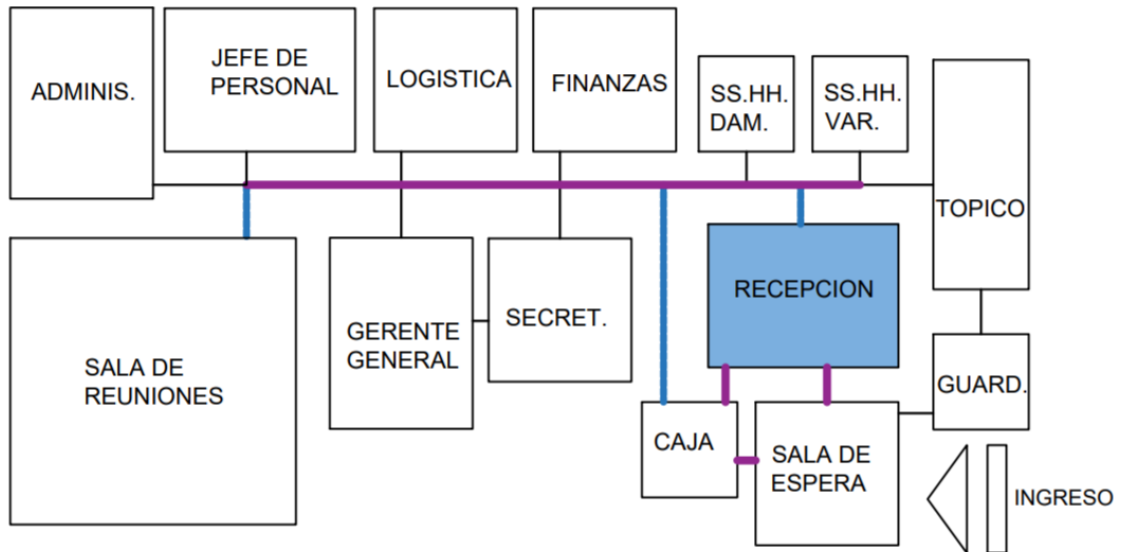 ADMINIS.
JEFE DE
PERSONAL
LOGISTICA
FINANZAS
SS.HH.
DAM.
SS.HH.
VAR.
TOPICO
RECEPCION
SALA DE
REUNIONES
GERENTE
GENERAL
SECRET.
GUARD.
CAJA
SALA DE
ESPERA
INGRESO